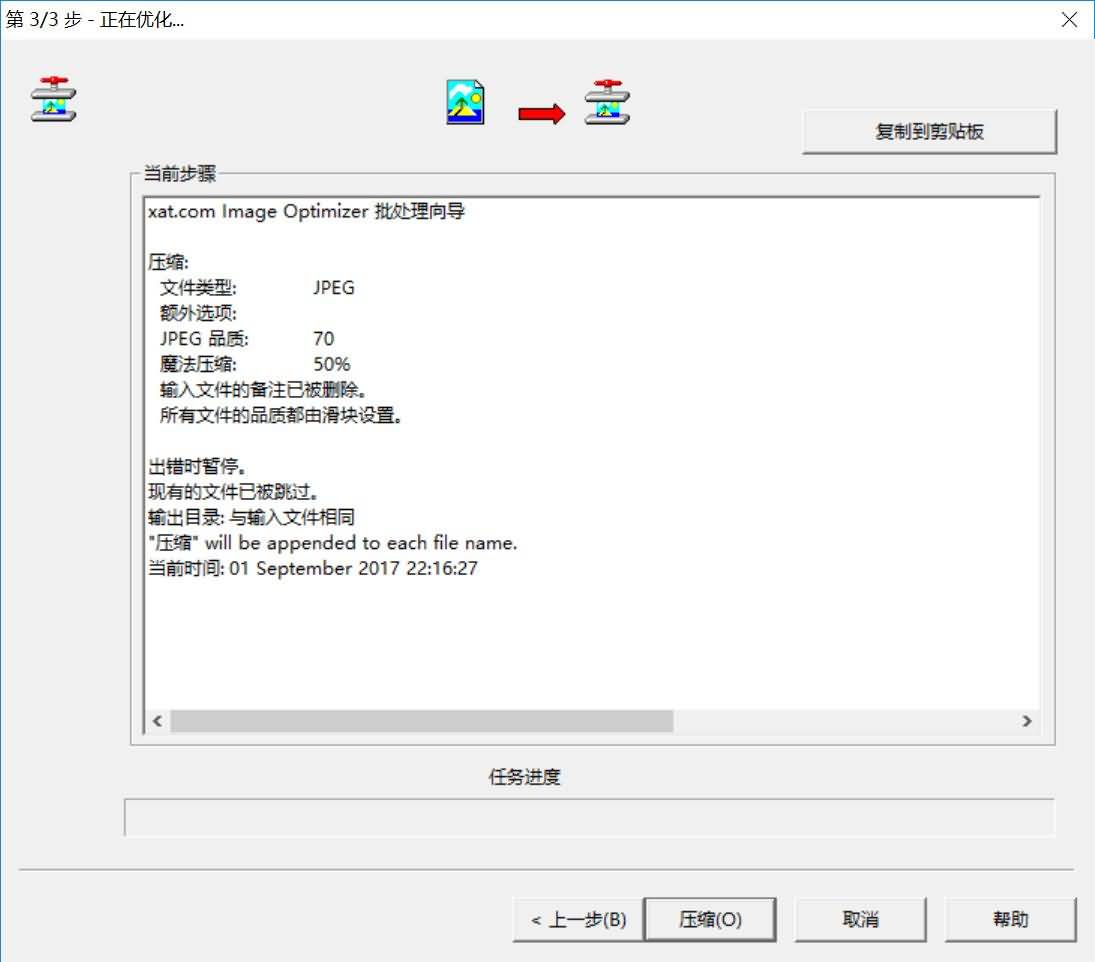 第 3/3 步 - 正在优化...
复制到剪贴板
当前步骤
xat.com Image Optimizer 批处理向导
压缩:
文件类型: JPEG
额外选项:
JPEG 品质: 70
魔法压缩: 50%
输入文件的备注已被删除。
所有文件的品质都由滑块设置。
出错时暂停。
现有的文件已被跳过。
输出目录: 与输入文件相同
"压缩" will be appended to each file name.
当前时间: 01 September 2017 22:16:27
任务进度
< 上一步(B) 压缩(O) 取消 帮助